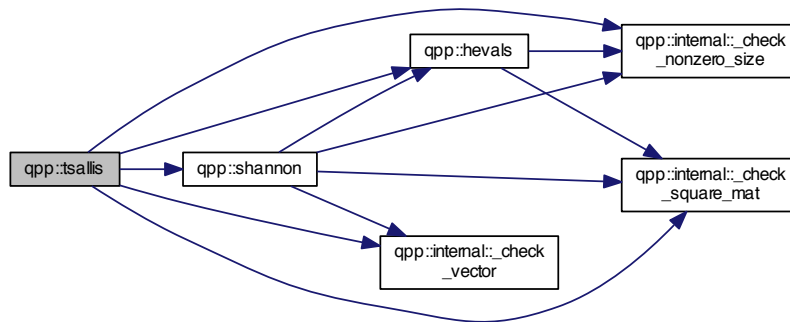 qpp::hevals
qpp::internal::_check
_nonzero_size
qpp::tsallis
qpp::shannon
qpp::internal::_check
_square_mat
qpp::internal::_check
_vector